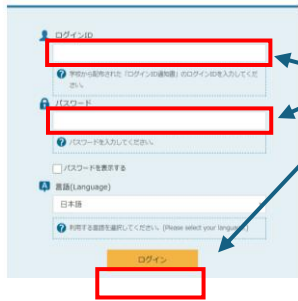 ログインID
学校から配布された「ログインID通知書」のログインIDを入力してくだ
さい。
パスワード
パスワードを入力してください。
パスワードを表示する
言語(Language)
日本語
利用する言語を選択してください。(Please select your language)
ログイン